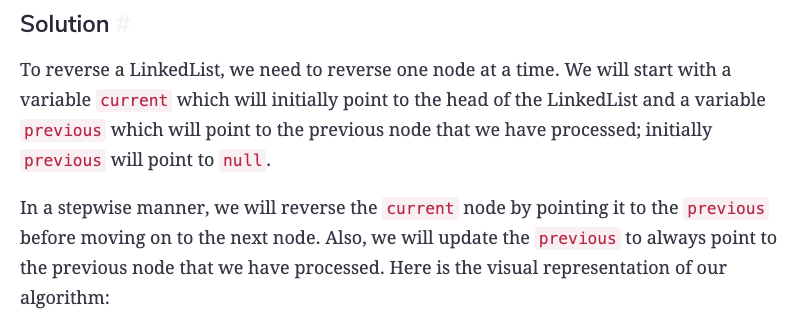 Solution #
To reverse a LinkedList, we need to reverse one node at a time. We will start with a
variable current which will initially point to the head of the LinkedList and a variable
previous which will point to the previous node that we have processed; initially
previous will point to null.
In a stepwise manner, we will reverse the current node by pointing it to the previous
before moving on to the next node. Also, we will update the previous to always point to
the previous node that we have processed. Here is the visual representation of our
algorithm: